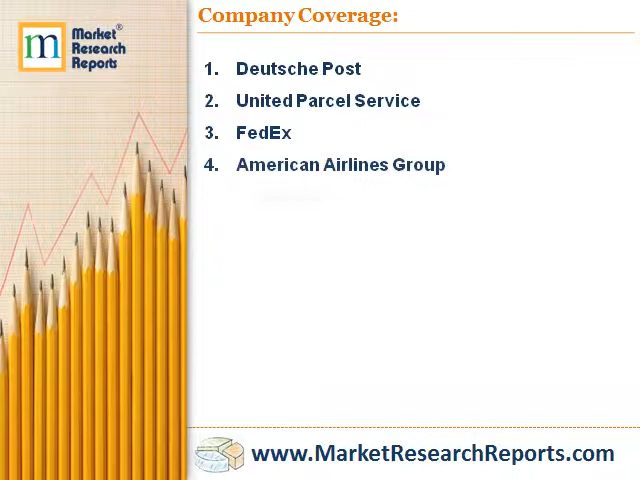 Company Coverage:
m
Market®
Research
Reports
1. Deutsche Post
2. United Parcel Service
3. FedEx
4. American Airlines Group
www.MarketResearchReports.com